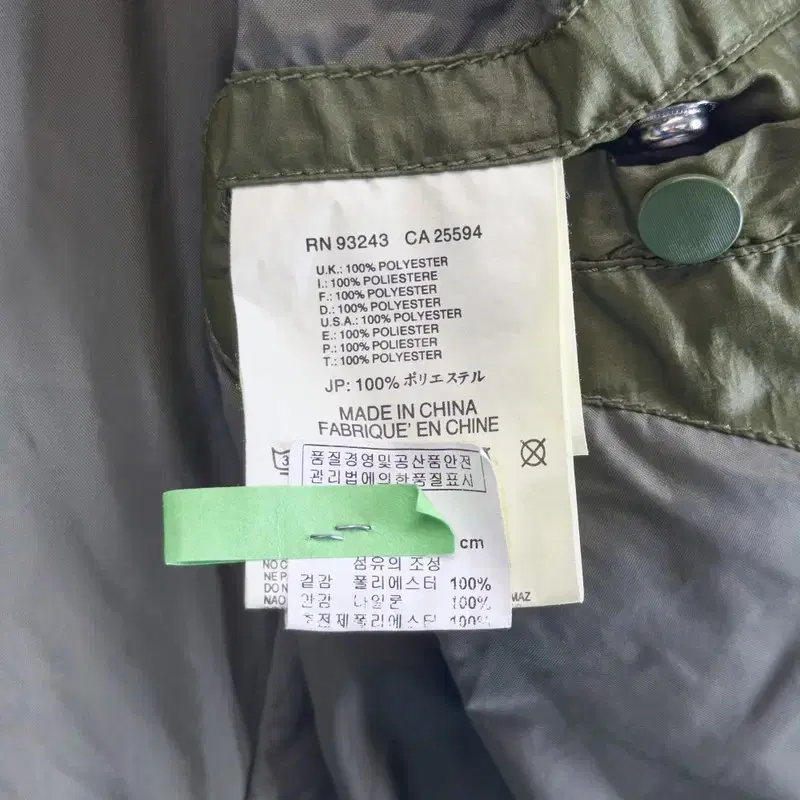 RN 93243 CA 25594
U.K.: 100% POLYESTER
I.: 100% POLIESTERE
F.: 100% POLYESTER
D.: 100% POLYESTER
U.S.A.: 100% POLYESTER
E.: 100% POLIESTER
P.: 100% POLIESTER
T.: 100% POLYESTER
JP: 100% ポリエステル
MADE IN CHINA
FABRIQUE' EN CHINE
품질경영및공산품안전
관리법에의한품질표시
cm
섬유의 조성
겉감 폴리에스터 100%
안감 나일론 100%
충전제폴리에스터 100%